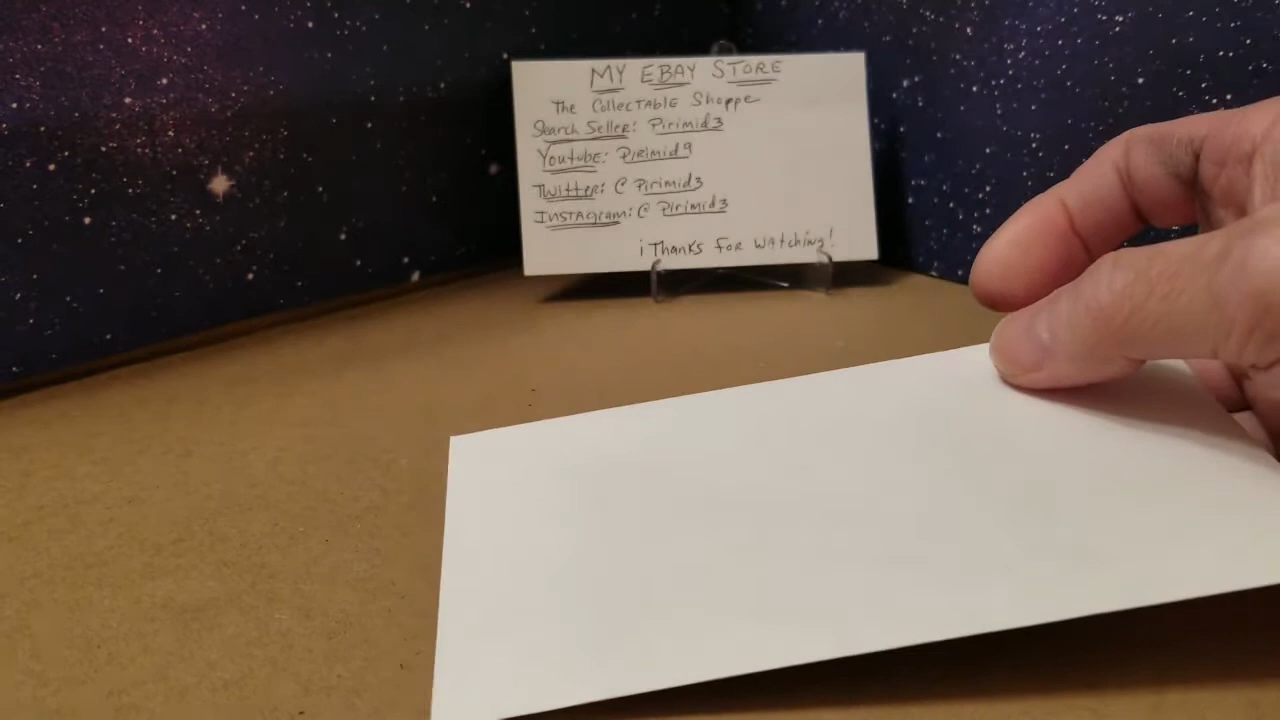 MY EBAY STORE
The CollecTABlE Shoppe
Search Seller: Pirimid3
Youtube: Pirimid9
Twitter: @ Pirimid3
INSTAgram: @ Pirimid3
¡Thanks For Watching!